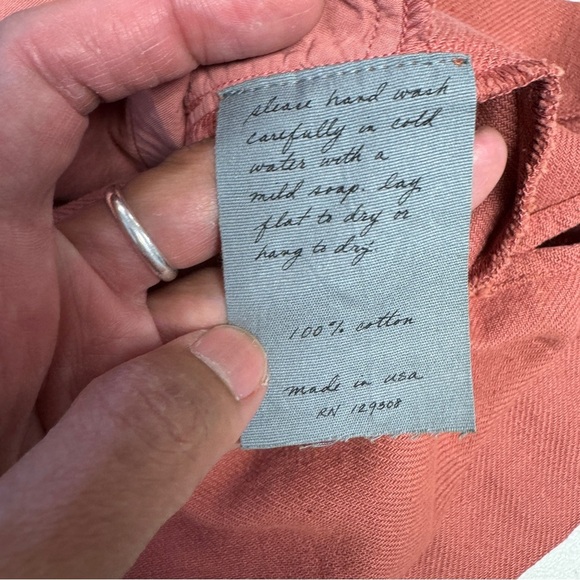 please hand wash
carefully in cold
water with a
mild soap. lay
flat to dry or
hang to dry
100% cotton
made in usa
RN 129308